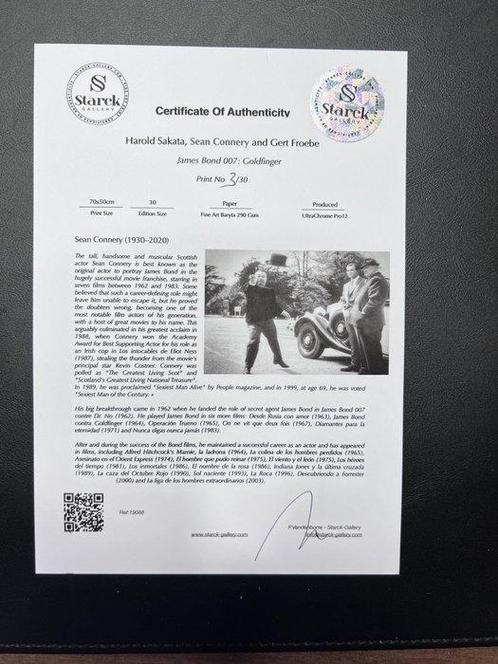 STARCK-GALLERY.COM
Starck
GALLERY
Starck
GALLERY
Certificate Of Authenticity
Harold Sakata, Sean Connery and Gert Froebe
James Bond 007: Goldfinger
Print No 3/30
70x50cm 30 Paper Produced
Print Size Edition Size Fine Art Baryta 290 Gsm UltraChrome Pro12
Sean Connery (1930–2020)
The tall, handsome and muscular Scottish
actor Sean Connery is best known as the
original actor to portray James Bond in the
hugely successful movie franchise, starring in
seven films between 1962 and 1983. Some
believed that such a career-defining role might
leave him unable to escape it, but he proved
the doubters wrong, becoming one of the
most notable film actors of his generation,
with a host of great movies to his name. This
arguably culminated in his greatest acclaim in
1988, when Connery won the Academy
Award for Best Supporting Actor for his role as
an Irish cop in Los intocables de Eliot Ness
(1987), stealing the thunder from the movie's
principal star Kevin Costner. Connery was
polled as "The Greatest Living Scot" and
"Scotland's Greatest Living National Treasure".
In 1989, he was proclaimed "Sexiest Man Alive" by People magazine, and in 1999, at age 69, he was voted
"Sexiest Man of the Century. »
His big breakthrough came in 1962 when he landed the role of secret agent James Bond in James Bond 007
contre Dr. No (1962). He played James Bond in six more films: Desde Rusia con amor (1963), James Bond
contra Goldfinger (1964), Operación Trueno (1965), On ne vit que deux fois (1967), Diamantes para la
eternidad (1971) and Nunca digas nunca jamás (1983).
After and during the success of the Bond films, he maintained a successful career as an actor and has appeared
in films, including Alfred Hitchcock's Marnie, la ladrona (1964), La colina de los hombres perdidos (1965),
Asesinato en el Orient Express (1974), El hombre que pudo reinar (1975), El viento y el león (1975), Los héroes
del tiempo (1981), Los inmortales (1986), El nombre de la rosa (1986), Indiana Jones y la última cruzada
(1989), La caza del Octubre Rojo (1990), Sol naciente (1993), La Roca (1996), Descubriendo a Forrester
(2000) and La liga de los hombres extraordinarios (2003).
Ref:19088
P.Vandenborre - Starck-Gallery
www.starck-gallery.com info@starck-gallery.com